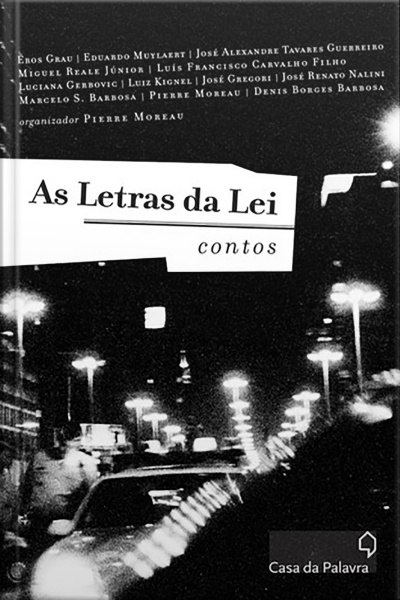 Eros Grau | Eduardo Muylaert | José Alexandre Tavares Guerreiro
Miguel Reale Júnior | Luís Francisco Carvalho Filho
Luciana Gerbovic | Luiz Kignel | José Gregori | José Renato Nalini
Marcelo S. Barbosa | Pierre Moreau | Denis Borges Barbosa
organizador Pierre Moreau
As Letras da Lei
contos
Casa da Palavra